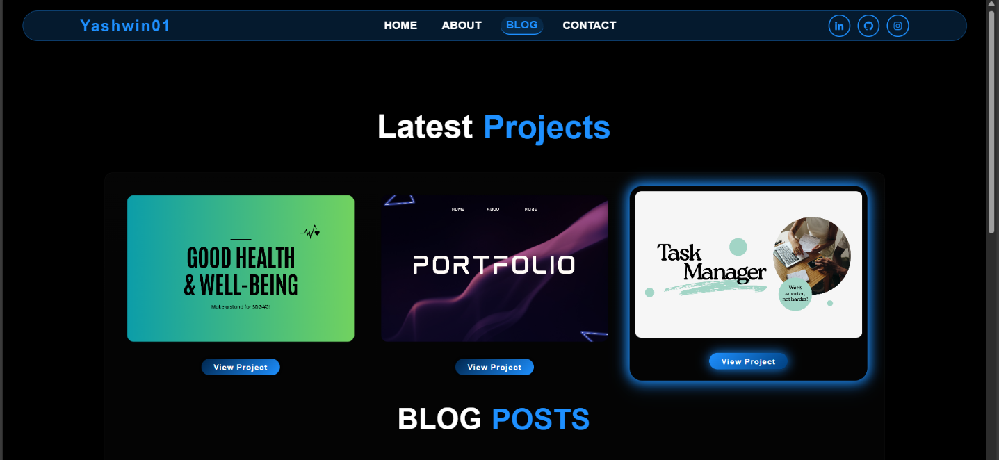 Yashwin01
HOME ABOUT BLOG CONTACT
in
Latest Projects
GOOD HEALTH
& WELL-BEING
Make a stand for SDG#3!
View Project
HOME ABOUT MORE
PORTFOLIO
View Project
Task
Manager
Work
smarter,
not harder!
View Project
BLOG POSTS